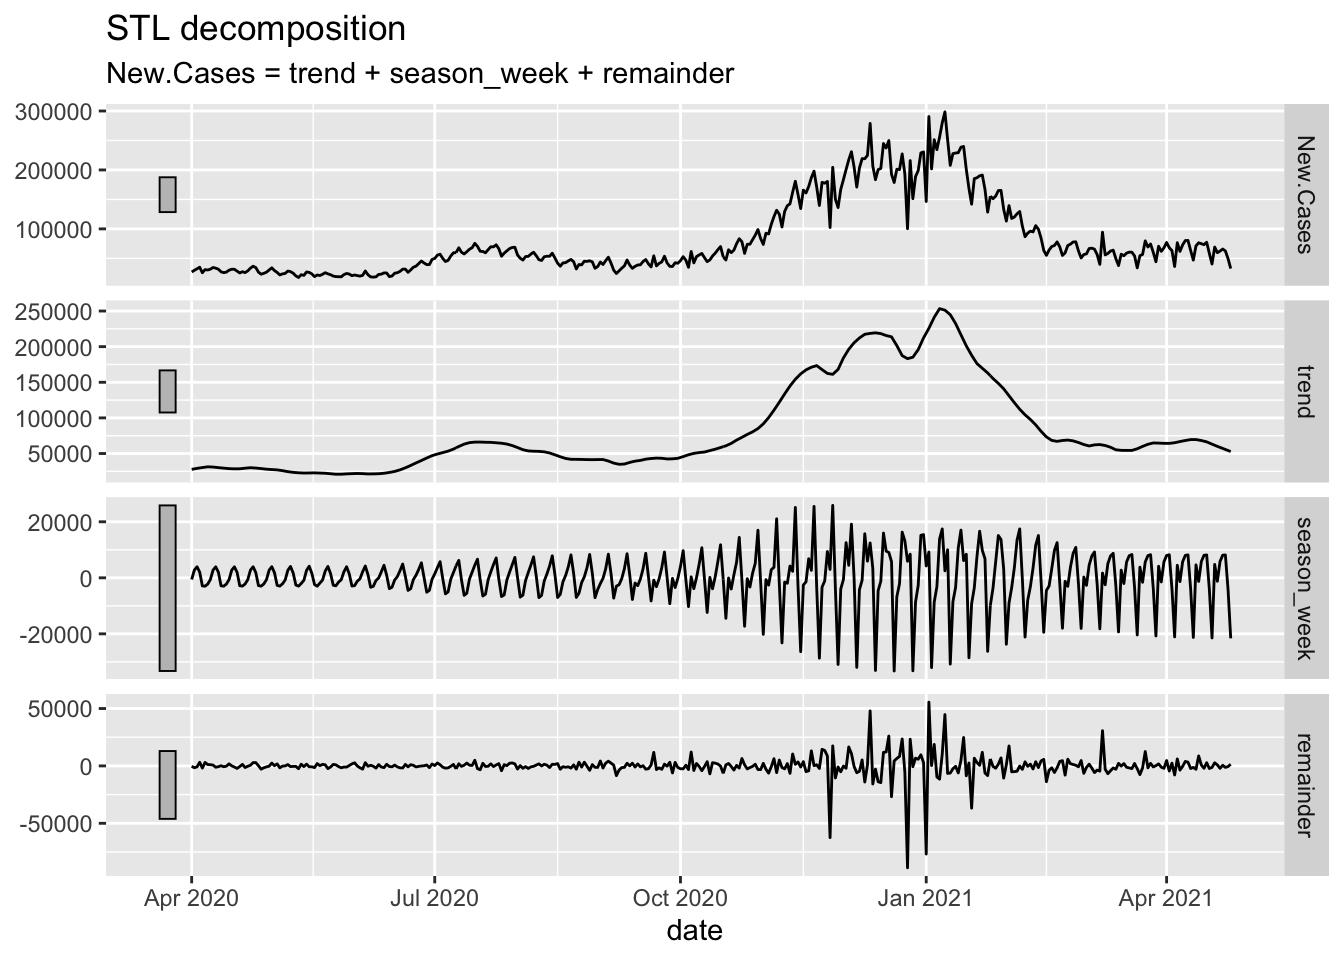 STL decomposition
New.Cases = trend + season_week + remainder
300000
200000
100000
New.Cases
250000
200000
150000
100000
50000
trend
20000
0
-20000
season_week
50000
0
-50000
remainder
Apr 2020 Jul 2020 Oct 2020 Jan 2021 Apr 2021
date